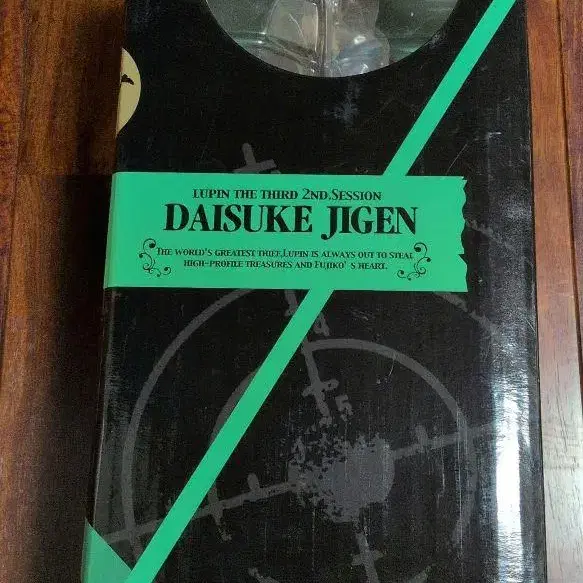 LUPIN THE THIRD 2ND.SESSION
DAISUKE JIGEN
THE WORLD'S GREATEST THIEF,LUPIN IS ALWAYS OUT TO STEAL
HIGH-PROFILE TREASURES AND FUJIKO'S HEART.